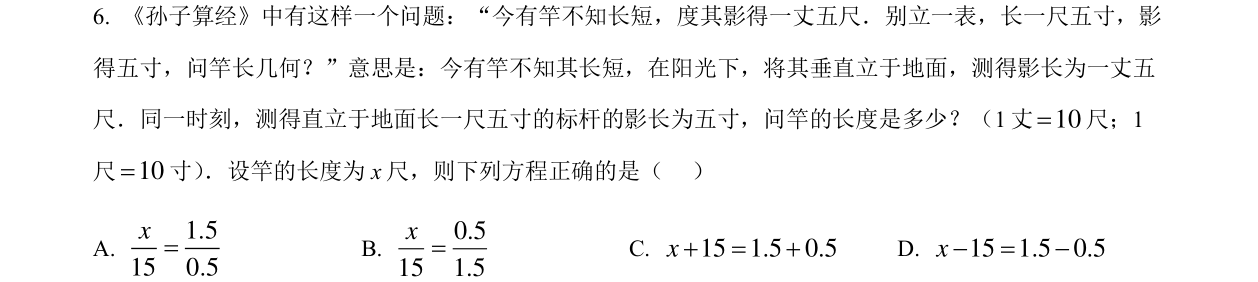 6. 《孙子算经》中有这样一个问题：“今有竿不知长短，度其影得一丈五尺．别立一表，长一尺五寸，影
得五寸，问竿长几何？”意思是：今有竿不知其长短，在阳光下，将其垂直立于地面，测得影长为一丈五
尺．同一时刻，测得直立于地面长一尺五寸的标杆的影长为五寸，问竿的长度是多少？（1 丈=10 尺；1
尺=10 寸）．设竿的长度为 x 尺，则下列方程正确的是（　）
A. x/15 = 1.5/0.5 B. x/15 = 0.5/1.5 C. x+15=1.5+0.5 D. x−15=1.5−0.5